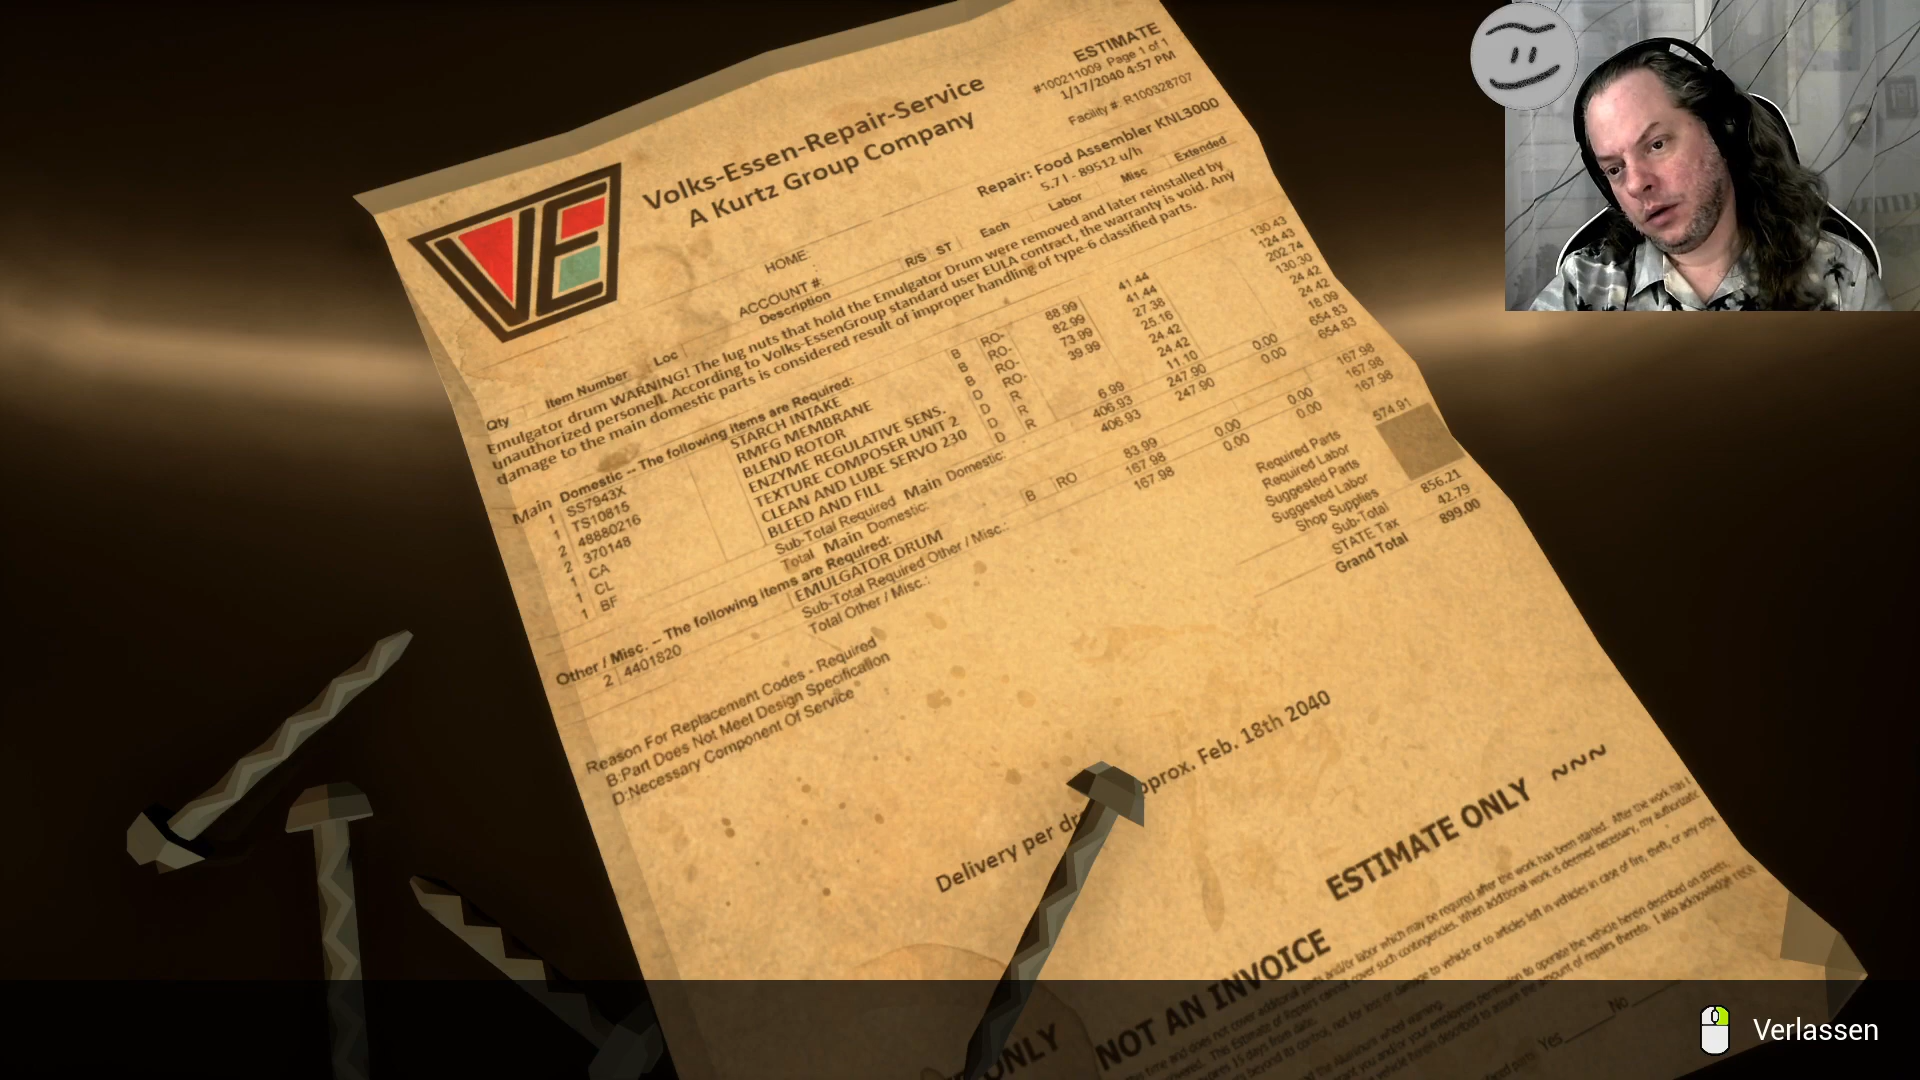 ESTIMATE
#100211009 Page 1 of 1
1/17/2040 4:57 PM
Facility #: R100328707
VE
Volks-Essen-Repair-Service
A Kurtz Group Company
Repair: Food Assembler KNL3000
5.7 l - 89512 u/h
HOME:
ACCOUNT #:
Qty Item Number Loc Description R/S ST Each Labor Misc Extended
Emulgator drum WARNING! The lug nuts that hold the Emulgator Drum were removed and later reinstalled by
unauthorized personell. According to Volks-EssenGroup standard user EULA contract, the warranty is void. Any
damage to the main domestic parts is considered result of improper handling of type-6 classified parts.
Main Domestic -- The following items are Required:
1 SS7943X STARCH INTAKE B RO- 88.99 41.44 130.43
1 TS10815 RMFG MEMBRANE B RO- 82.99 41.44 124.43
2 48880216 BLEND ROTOR B RO- 73.99 27.38 202.74
2 370148 ENZYME REGULATIVE SENS. D RO- 39.99 25.16 130.30
1 CA TEXTURE COMPOSER UNIT 2 D R 24.42 24.42
1 CL CLEAN AND LUBE SERVO 230 D R 24.42 24.42
1 BF BLEED AND FILL D R 6.99 11.10 18.09
Sub-Total Required Main Domestic: 406.93 247.90 0.00 654.83
Total Main Domestic: 406.93 247.90 0.00 654.83
Other / Misc. -- The following items are Required:
2 4401820 EMULGATOR DRUM B RO 83.99 167.98
Sub-Total Required Other / Misc.: 167.98 0.00 0.00 167.98
Total Other / Misc.: 167.98 0.00 0.00 167.98
Required Parts 574.91
Required Labor
Suggested Parts
Suggested Labor
Shop Supplies
Sub-Total 856.21
STATE Tax 42.79
Grand Total 899.00
Reason For Replacement Codes - Required
B:Part Does Not Meet Design Specification
D:Necessary Component Of Service
Delivery per Feb. 18th 2040
ESTIMATE ONLY ~~~
NOT AN INVOICE
ONLY
Yes No
Verlassen